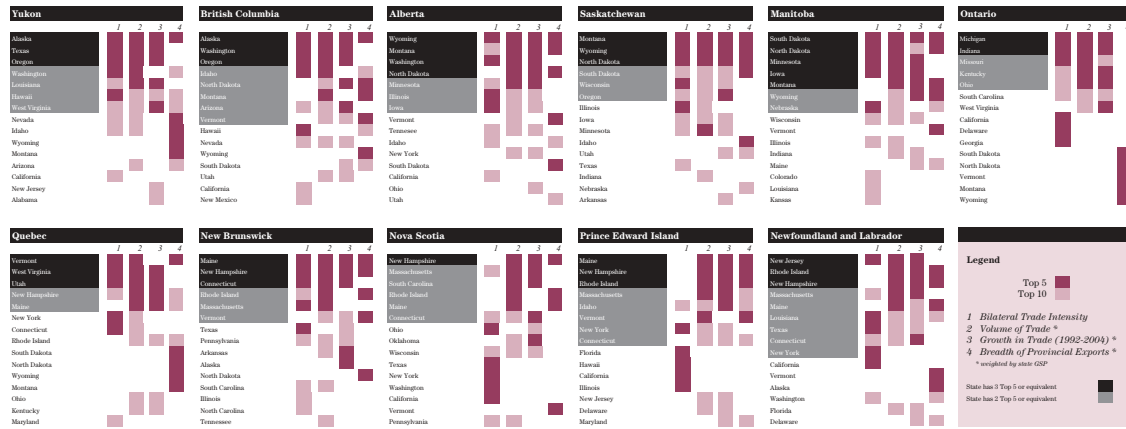 Yukon
1 2 3 4
Alaska
Texas
Oregon
Washington
Louisiana
Hawaii
West Virginia
Nevada
Idaho
Wyoming
Montana
Arizona
California
New Jersey
Alabama
British Columbia
1 2 3 4
Alaska
Washington
Oregon
Idaho
North Dakota
Montana
Arizona
Vermont
Hawaii
Nevada
Wyoming
South Dakota
Utah
California
New Mexico
Alberta
1 2 3 4
Wyoming
Montana
Washington
North Dakota
Minnesota
Illinois
Iowa
Vermont
Tennesee
Idaho
New York
South Dakota
California
Ohio
Utah
Saskatchewan
1 2 3 4
Montana
Wyoming
North Dakota
South Dakota
Wisconsin
Oregon
Illinois
Iowa
Minnesota
Idaho
Utah
Texas
Indiana
Nebraska
Arkansas
Manitoba
1 2 3 4
South Dakota
North Dakota
Minnesota
Iowa
Montana
Wyoming
Nebraska
Wisconsin
Vermont
Illinois
Indiana
Maine
Colorado
Louisiana
Kansas
Ontario
1 2 3
Michigan
Indiana
Missouri
Kentucky
Ohio
South Carolina
West Virginia
California
Delaware
Georgia
South Dakota
North Dakota
Vermont
Montana
Wyoming
Quebec
1 2 3 4
Vermont
West Virginia
Utah
New Hampshire
Maine
New York
Connecticut
Rhode Island
South Dakota
North Dakota
Wyoming
Montana
Ohio
Kentucky
Maryland
New Brunswick
1 2 3 4
Maine
New Hampshire
Connecticut
Rhode Island
Massachusetts
Vermont
Texas
Pennsylvania
Arkansas
Alaska
North Dakota
South Carolina
Illinois
North Carolina
Tennessee
Nova Scotia
1 2 3 4
New Hampshire
Massachusetts
South Carolina
Rhode Island
Maine
Connecticut
Ohio
Oklahoma
Wisconsin
Texas
New York
Washington
California
Vermont
Pennsylvania
Prince Edward Island
1 2 3 4
Maine
New Hampshire
Rhode Island
Massachusetts
Idaho
Vermont
New York
Connecticut
Florida
Hawaii
California
Illinois
New Jersey
Delaware
Maryland
Newfoundland and Labrador
1 2 3 4
New Jersey
Rhode Island
New Hampshire
Massachusetts
Maine
Louisiana
Texas
Connecticut
New York
California
Vermont
Alaska
Washington
Florida
Delaware
Legend
Top 5
Top 10
1 Bilateral Trade Intensity
2 Volume of Trade *
3 Growth in Trade (1992-2004) *
4 Breadth of Provincial Exports *
* weighted by state GSP
State has 3 Top 5 or equivalent
State has 2 Top 5 or equivalent